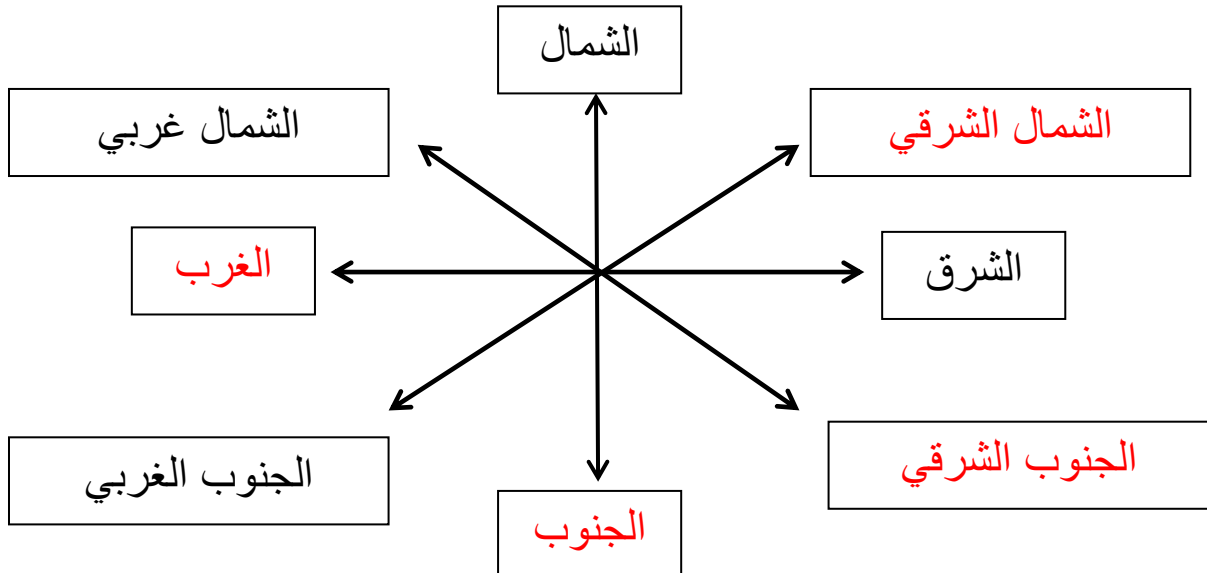 الشمال
الشمال الشرقي
الشمال غربي
الشرق
الغرب
الجنوب الشرقي
الجنوب الغربي
الجنوب